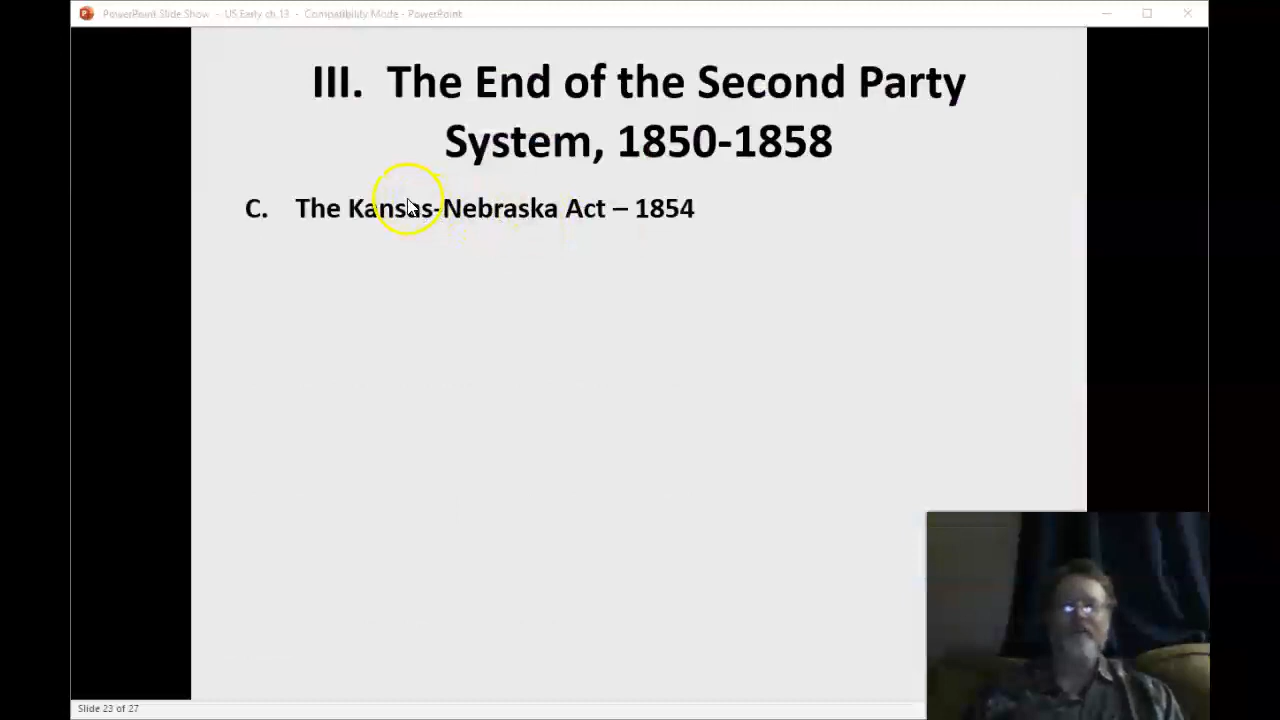 PowerPoint Slide Show - US Early ch 13 - Compatibility Mode - PowerPoint
III. The End of the Second Party
System, 1850-1858
C. The Kansas-Nebraska Act – 1854
Slide 23 of 27